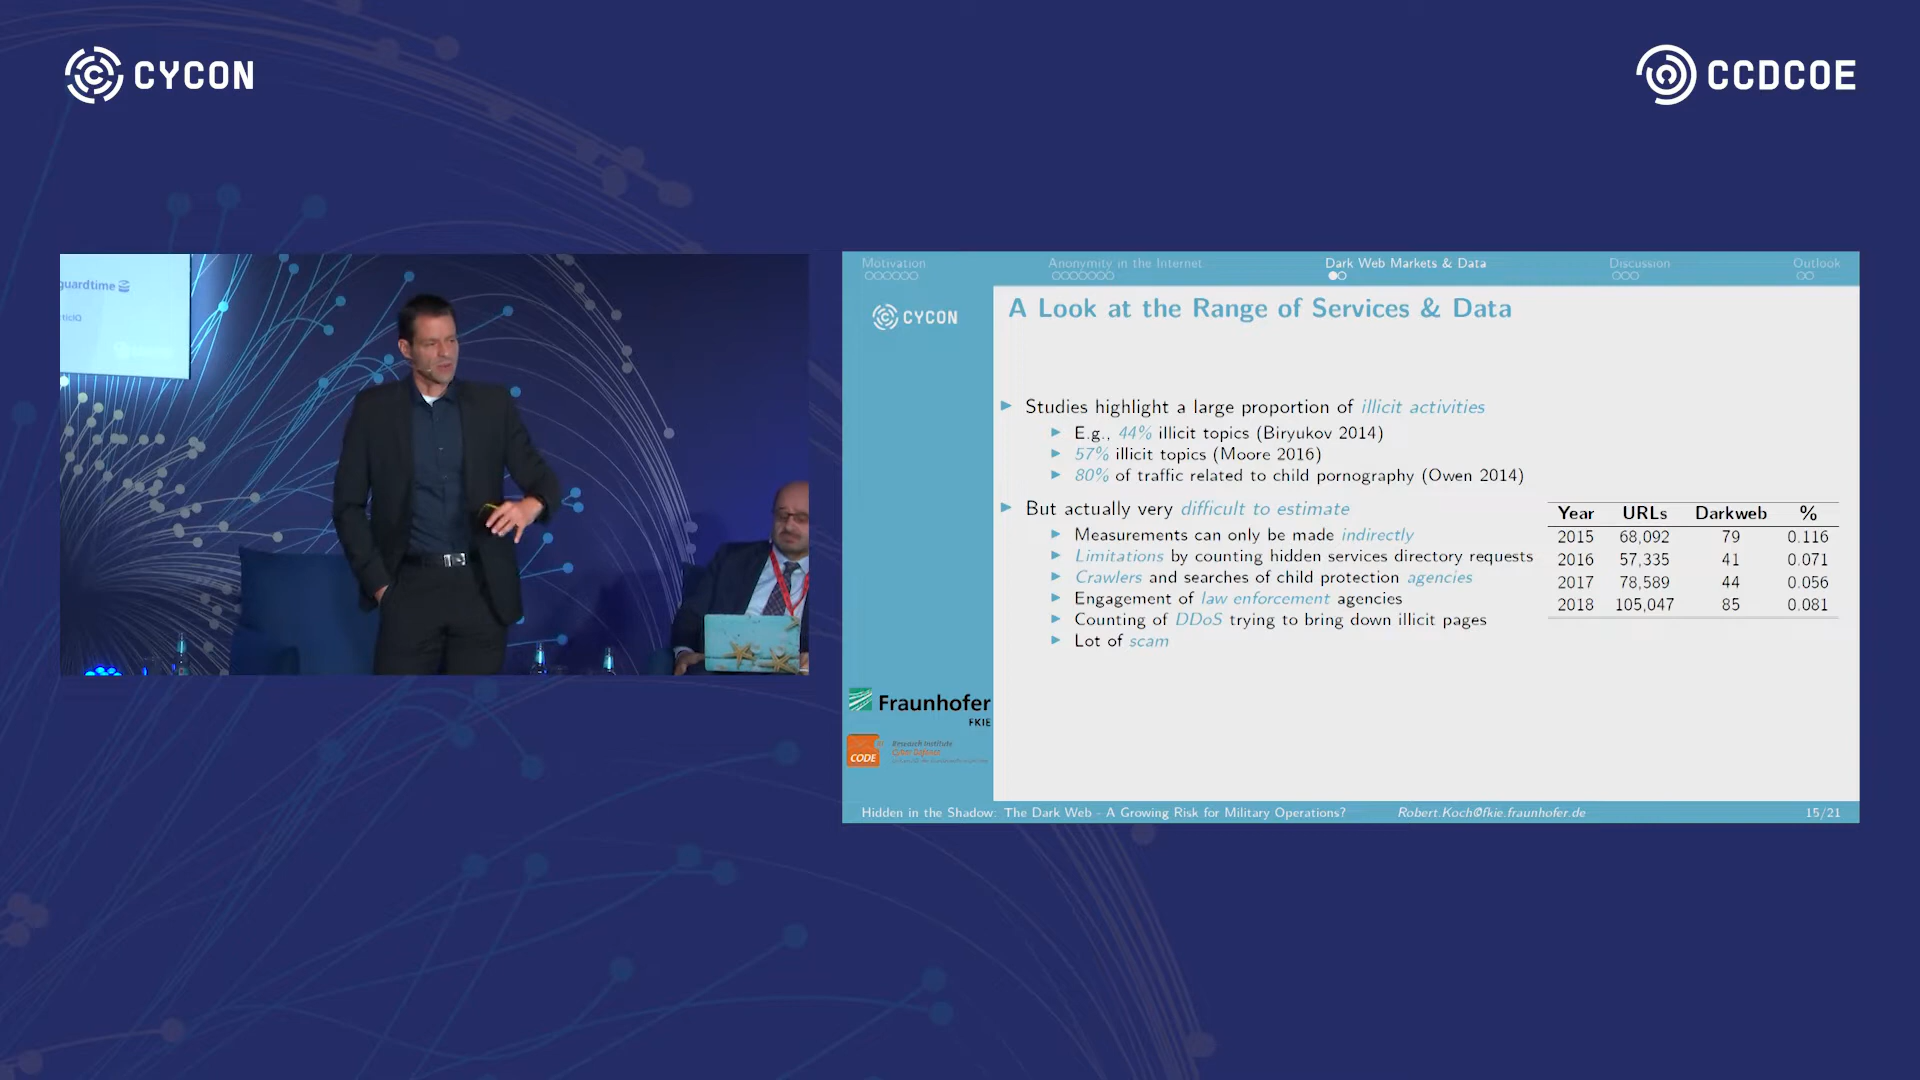 CYCON
CCDCOE
guardtime
Motivation
Anonymity in the Internet
Dark Web Markets & Data
Discussion
Outlook
CYCON
A Look at the Range of Services & Data
Studies highlight a large proportion of illicit activities
E.g., 44% illicit topics (Biryukov 2014)
57% illicit topics (Moore 2016)
80% of traffic related to child pornography (Owen 2014)
But actually very difficult to estimate
Measurements can only be made indirectly
Limitations by counting hidden services directory requests
Crawlers and searches of child protection agencies
Engagement of law enforcement agencies
Counting of DDoS trying to bring down illicit pages
Lot of scam
Year URLs Darkweb %
2015 68,092 79 0.116
2016 57,335 41 0.071
2017 78,589 44 0.056
2018 105,047 85 0.081
Fraunhofer
FKIE
CODE
Research Institute
Cyber Defence
Hidden in the Shadow: The Dark Web - A Growing Risk for Military Operations?
Robert.Koch@fkie.fraunhofer.de
15/21